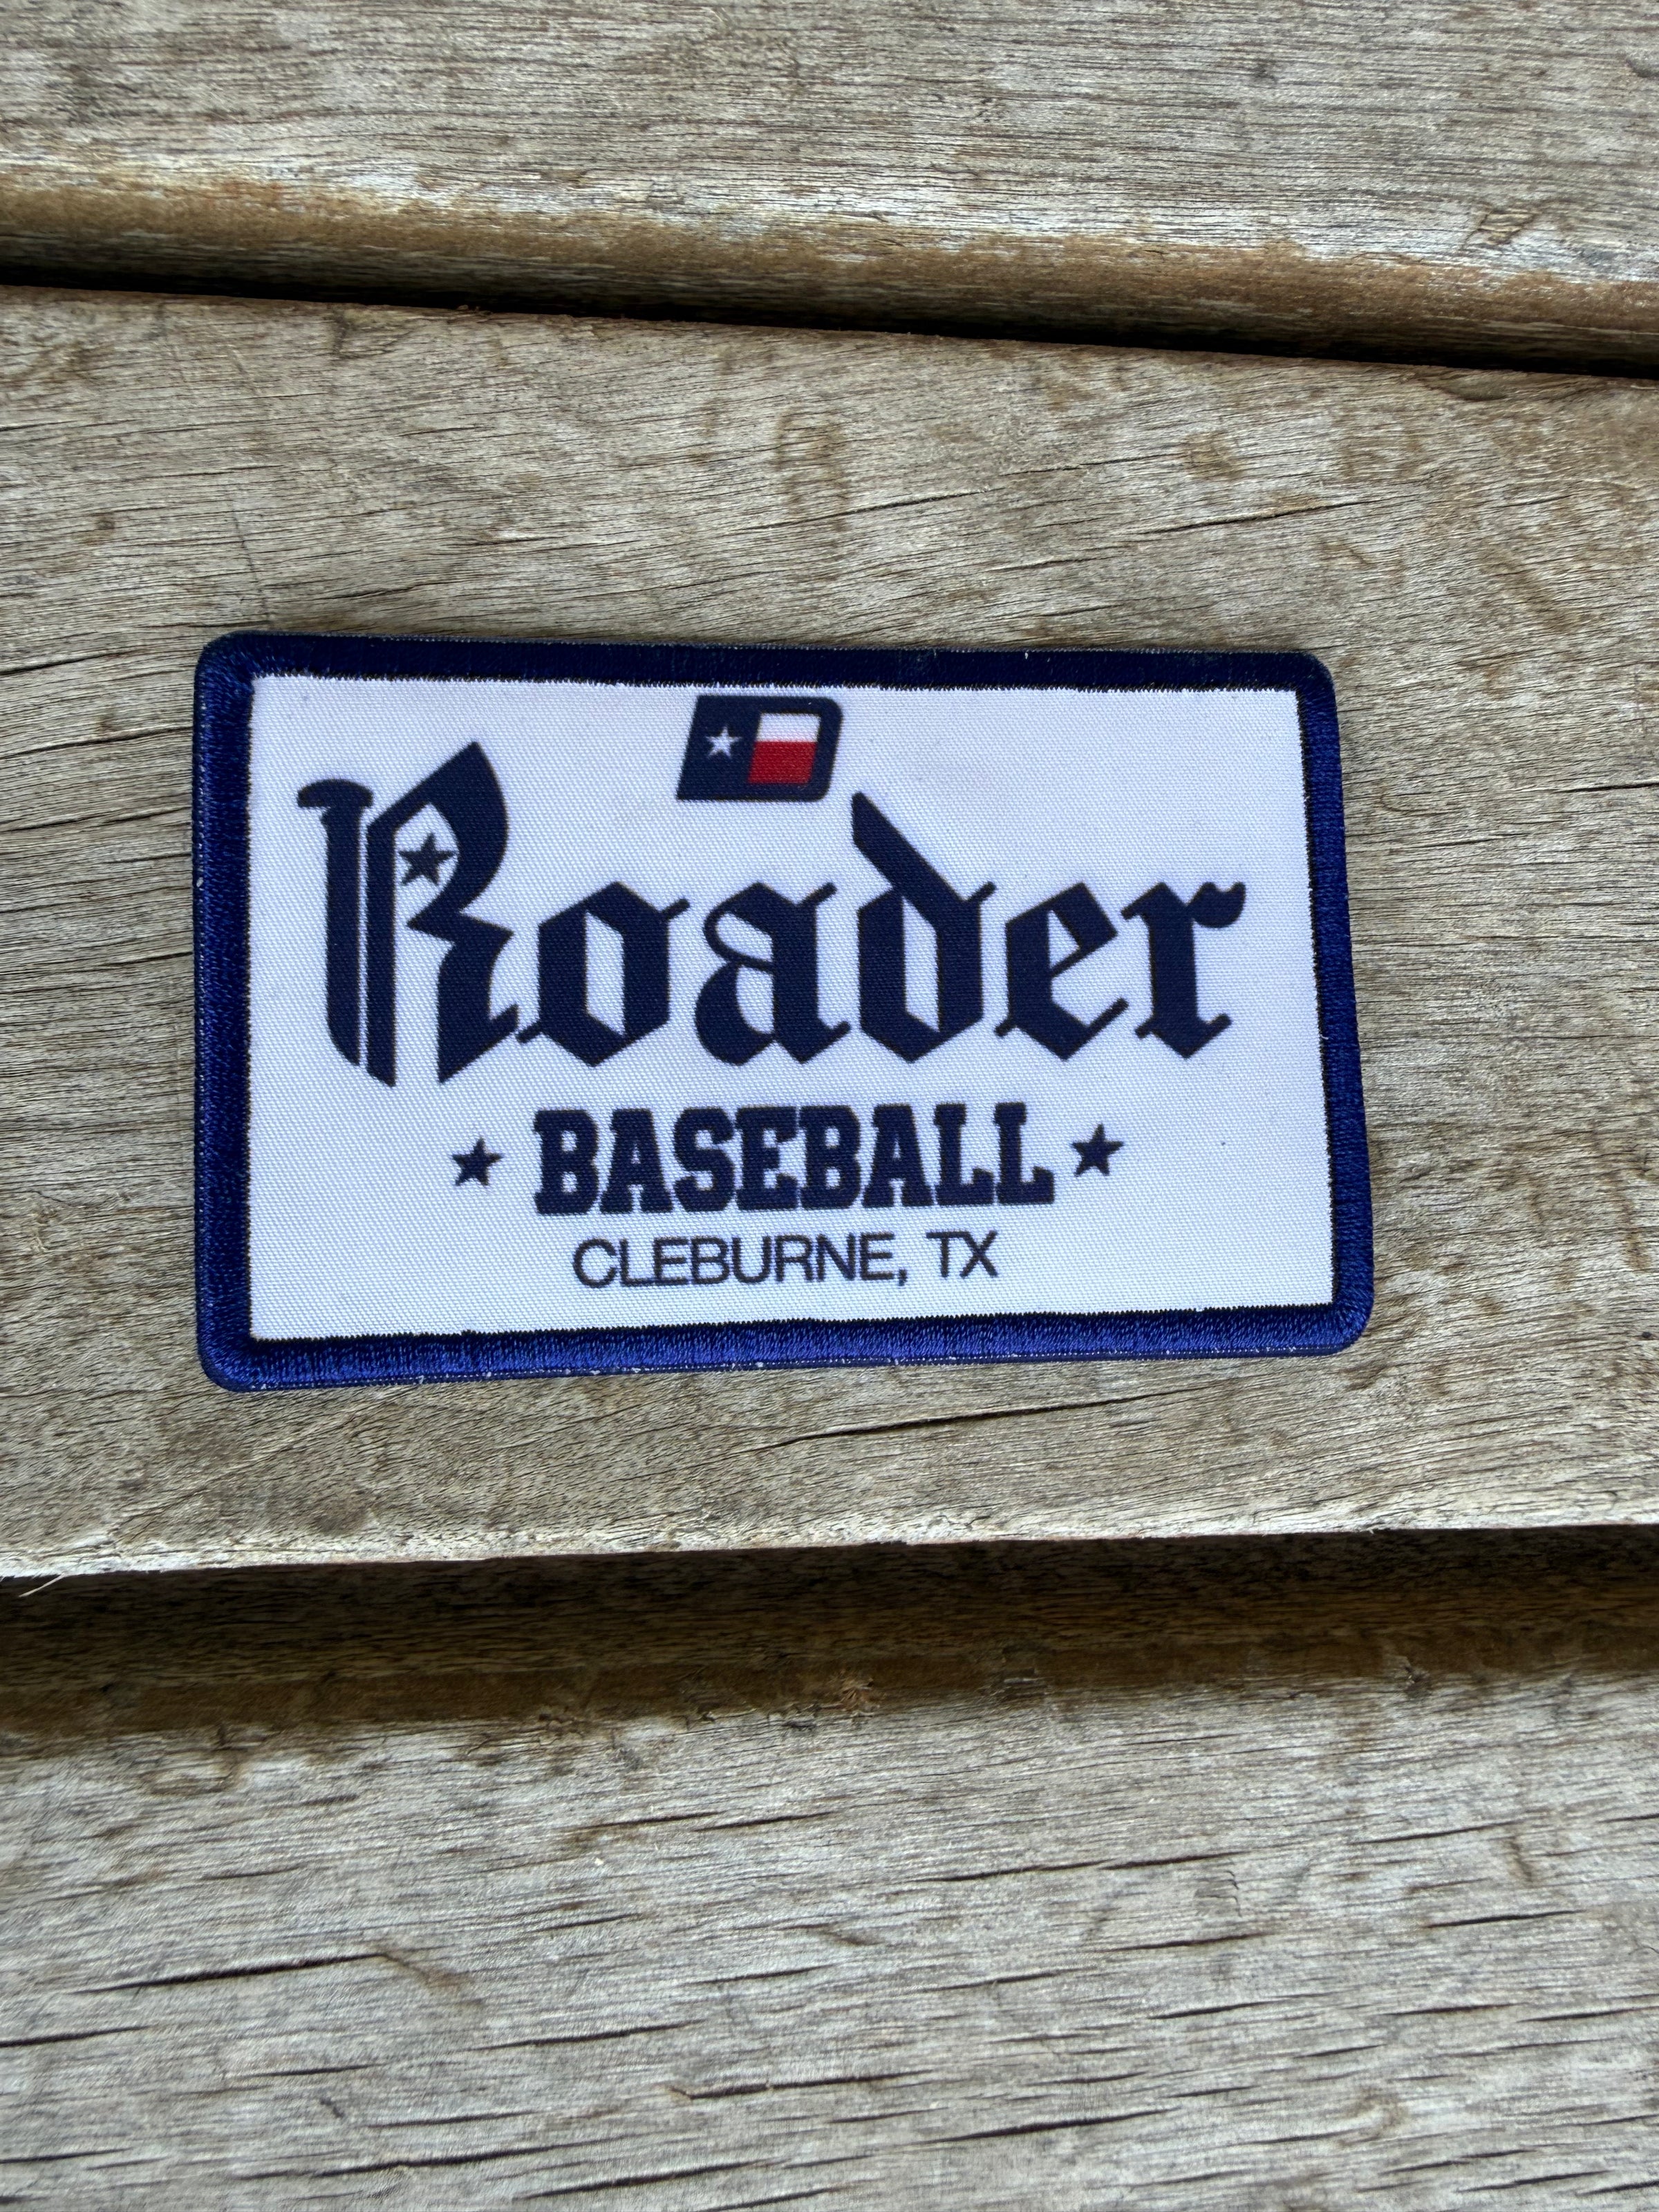 Roader
BASEBALL
CLEBURNE, TX